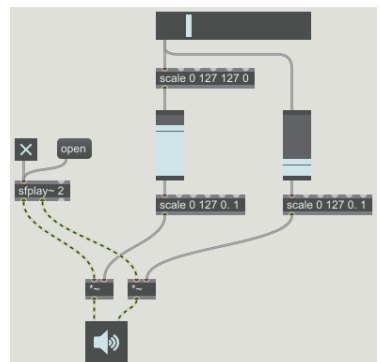 scale 0 127 127 0
open
sfplay~ 2
scale 0 127 0. 1
scale 0 127 0. 1
*~
*~